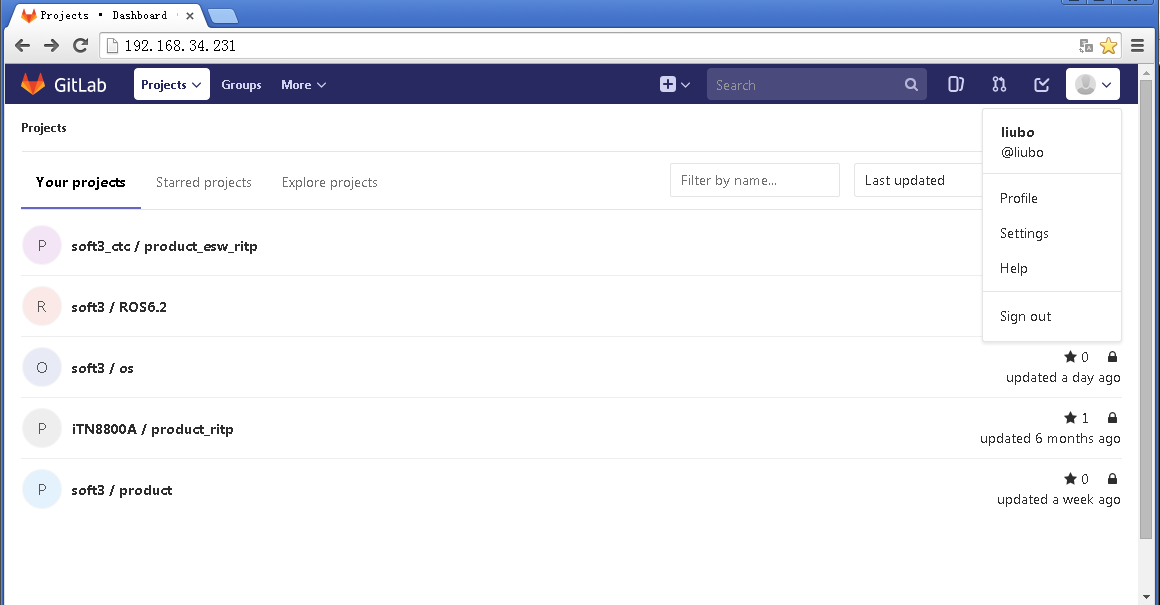 Projects · Dashboard
192.168.34.231
GitLab Projects Groups More Search
Projects
liubo
@liubo
Your projects Starred projects Explore projects Filter by name... Last updated
Profile
Settings
Help
Sign out
P soft3_ctc / product_esw_ritp
R soft3 / ROS6.2
O soft3 / os 0
updated a day ago
P iTN8800A / product_ritp 1
updated 6 months ago
P soft3 / product 0
updated a week ago